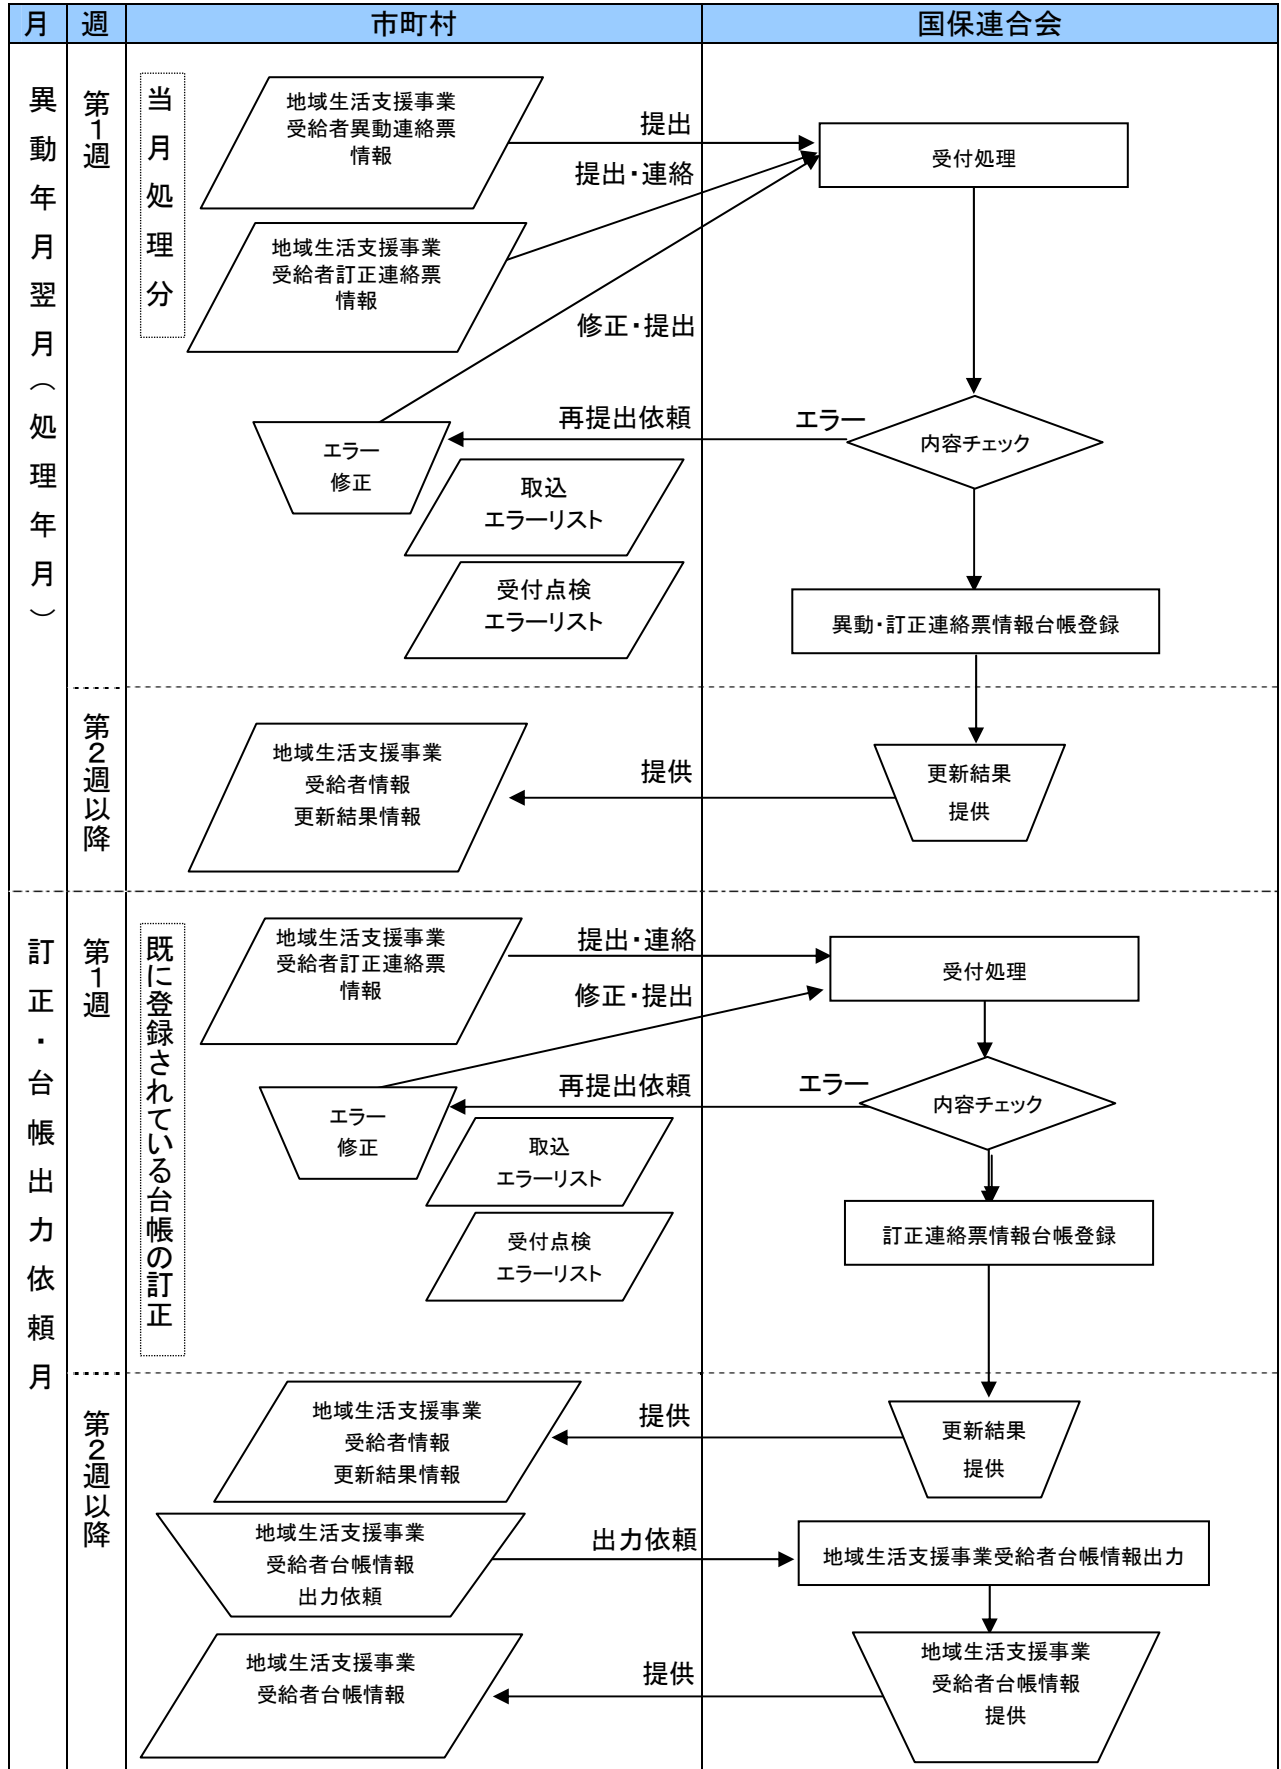 月
週
市町村
国保連合会
異動年月翌月（処理年月）
第1週
当月処理分
地域生活支援事業
受給者異動連絡票
情報
提出
受付処理
提出・連絡
地域生活支援事業
受給者訂正連絡票
情報
修正・提出
再提出依頼
エラー
内容チェック
エラー
修正
取込
エラーリスト
受付点検
エラーリスト
異動・訂正連絡票情報台帳登録
第2週以降
地域生活支援事業
受給者情報
更新結果情報
提供
更新結果
提供
訂正・台帳出力依頼月
第1週
既に登録されている台帳の訂正
地域生活支援事業
受給者訂正連絡票
情報
提出・連絡
受付処理
修正・提出
再提出依頼
エラー
内容チェック
エラー
修正
取込
エラーリスト
受付点検
エラーリスト
訂正連絡票情報台帳登録
第2週以降
地域生活支援事業
受給者情報
更新結果情報
提供
更新結果
提供
地域生活支援事業
受給者台帳情報
出力依頼
出力依頼
地域生活支援事業受給者台帳情報出力
地域生活支援事業
受給者台帳情報
提供
地域生活支援事業
受給者台帳情報
提供